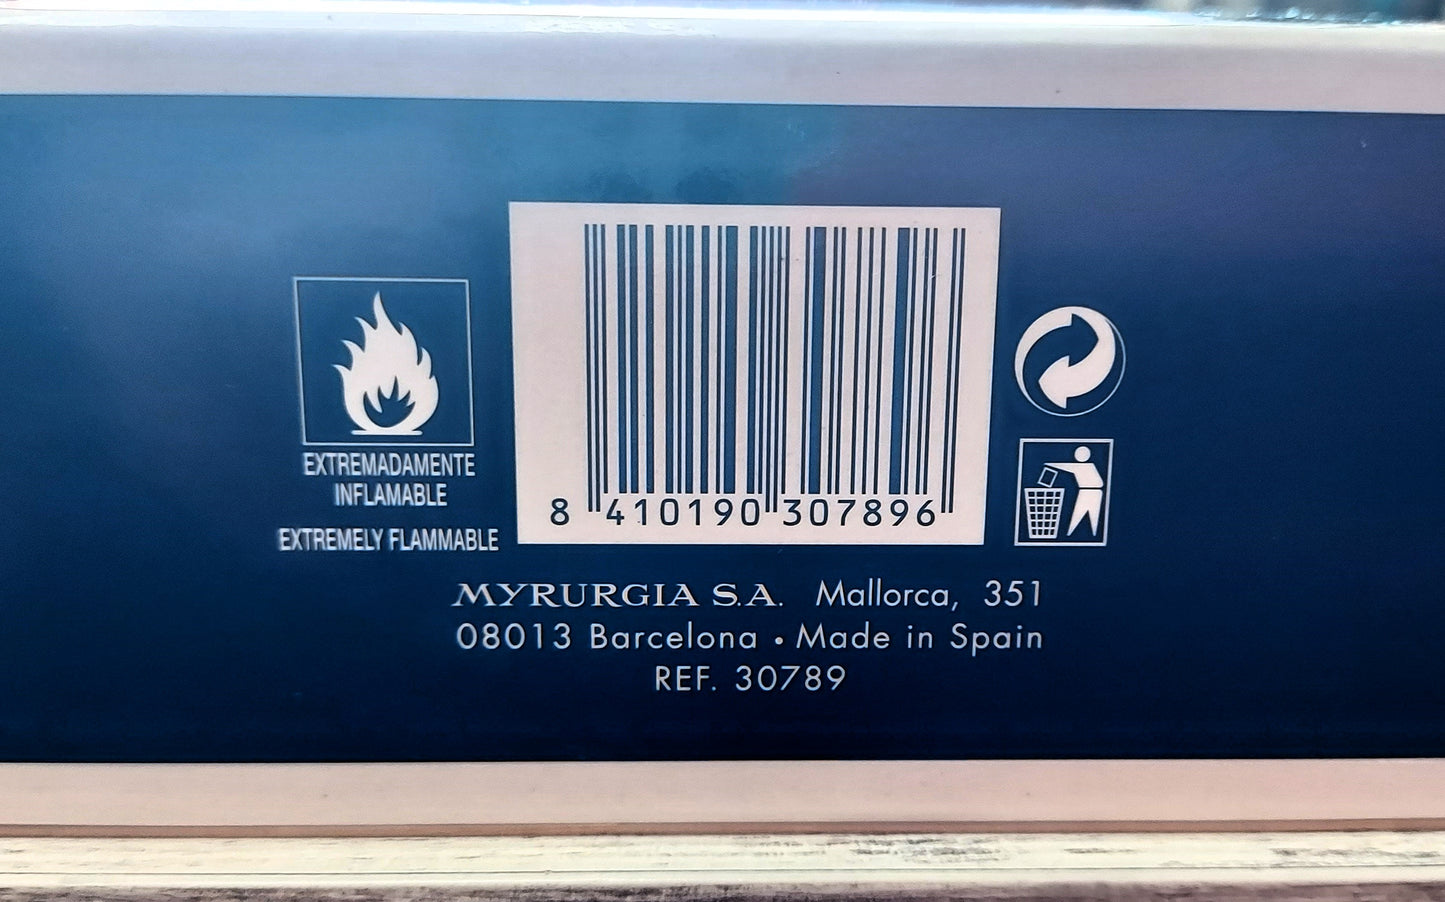 EXTREMADAMENTE
INFLAMABLE
EXTREMELY FLAMMABLE
8 410190 307896
MYRURGIA S.A. Mallorca, 351
08013 Barcelona • Made in Spain
REF. 30789